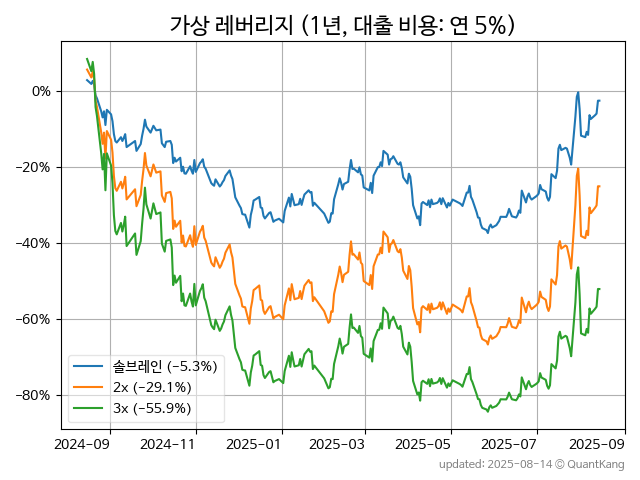 가상 레버리지 (1년, 대출 비용: 연 5%)
0%
−20%
−40%
−60%
−80%
솔브레인 (−5.3%)
2x (−29.1%)
3x (−55.9%)
2024-09 2024-11 2025-01 2025-03 2025-05 2025-07 2025-09
updated: 2025-08-14 © QuantKang